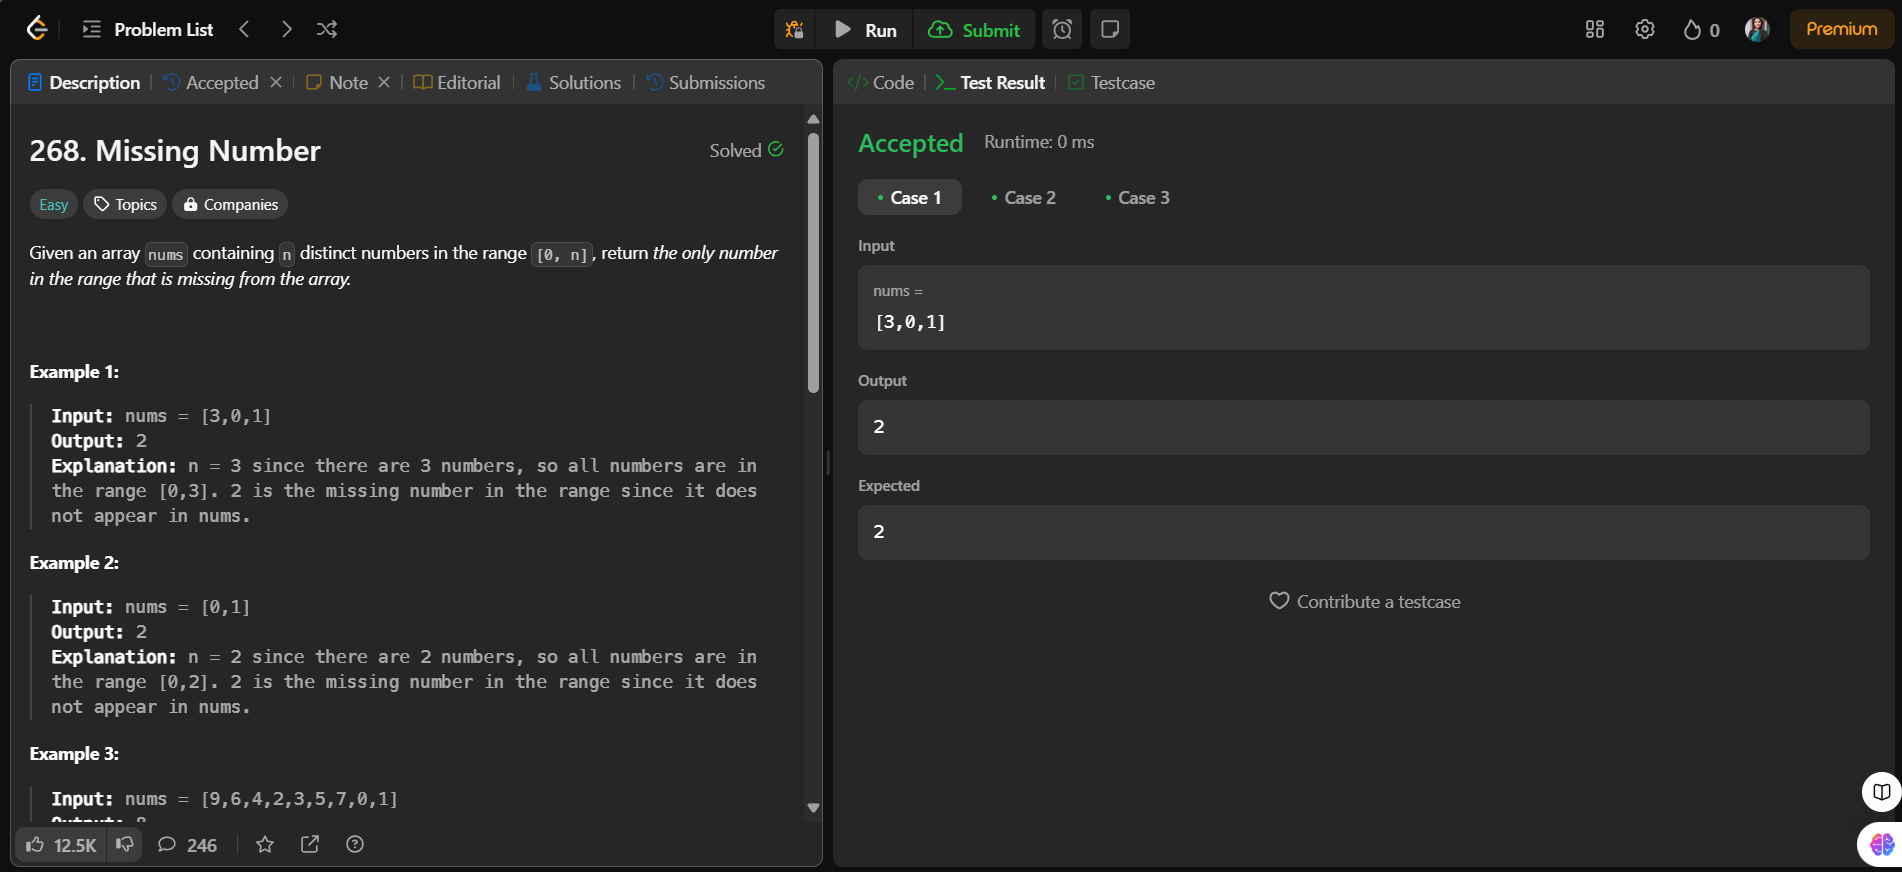 Problem List
Run
Submit
0
Premium
Description
Accepted
Note
Editorial
Solutions
Submissions
268. Missing Number
Solved
Easy
Topics
Companies
Given an array nums containing n distinct numbers in the range [0, n], return the only number
in the range that is missing from the array.
Example 1:
Input: nums = [3,0,1]
Output: 2
Explanation: n = 3 since there are 3 numbers, so all numbers are in
the range [0,3]. 2 is the missing number in the range since it does
not appear in nums.
Example 2:
Input: nums = [0,1]
Output: 2
Explanation: n = 2 since there are 2 numbers, so all numbers are in
the range [0,2]. 2 is the missing number in the range since it does
not appear in nums.
Example 3:
Input: nums = [9,6,4,2,3,5,7,0,1]
Output: 8
12.5K
246
Code
Test Result
Testcase
Accepted
Runtime: 0 ms
Case 1
Case 2
Case 3
Input
nums =
[3,0,1]
Output
2
Expected
2
Contribute a testcase